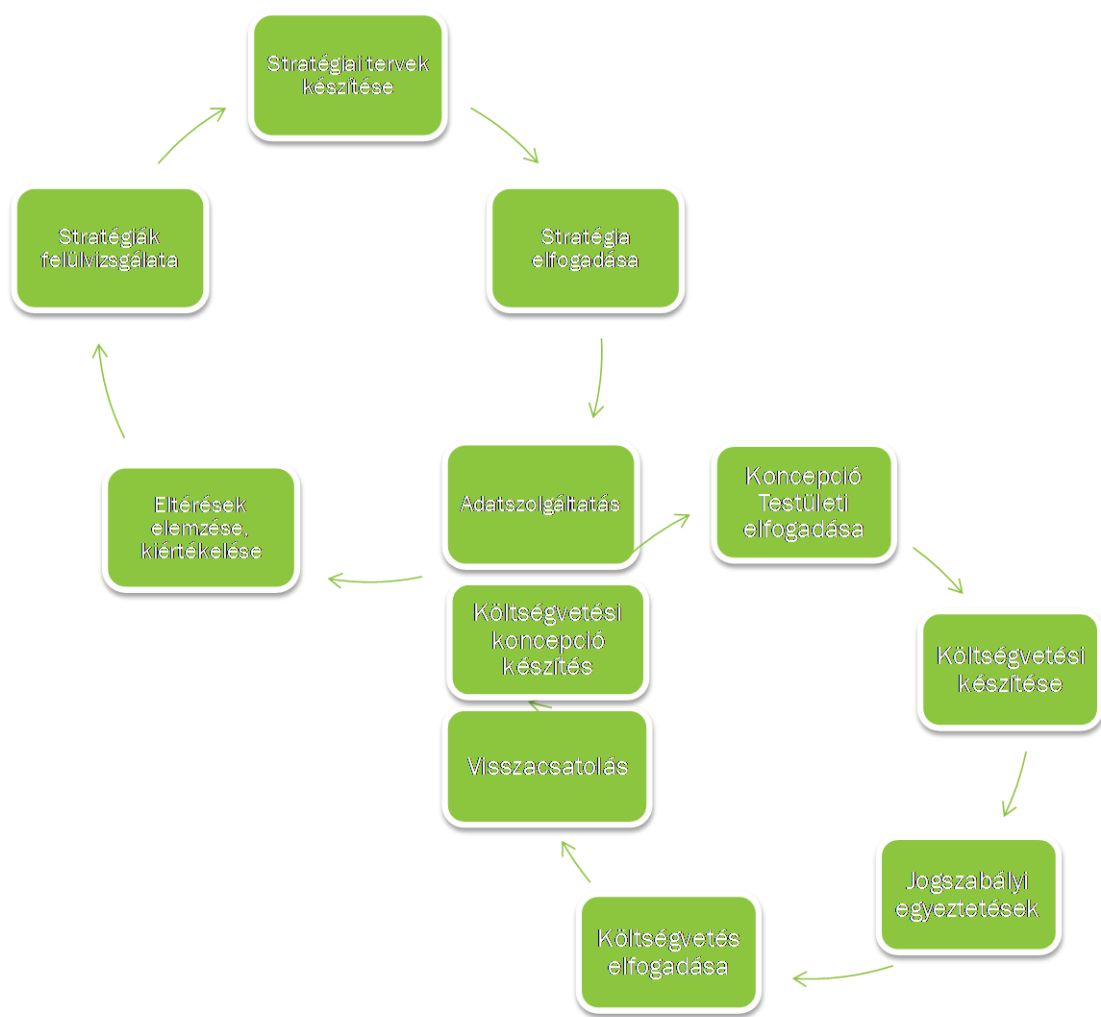 Stratégiai tervek
készítése
Stratégia
elfogadása
Stratégiák
felülvizsgálata
Adatszolgáltatás
Eltérések
elemzése,
kiértékelése
Koncepció
Testületi
elfogadása
Költségvetési
koncepció
készítés
Költségvetési
készítése
Visszacsatolás
Jogszabályi
egyeztetések
Költségvetés
elfogadása